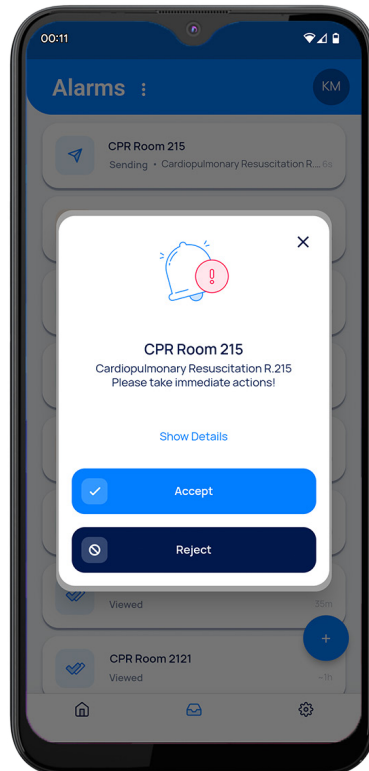 00:11
Alarms
KM
CPR Room 215
Sending • Cardiopulmonary Resuscitation R... 6s
CPR Room 215
Cardiopulmonary Resuscitation R.215
Please take immediate actions!
Show Details
Accept
Reject
Viewed 35m
CPR Room 2121
Viewed ~1h